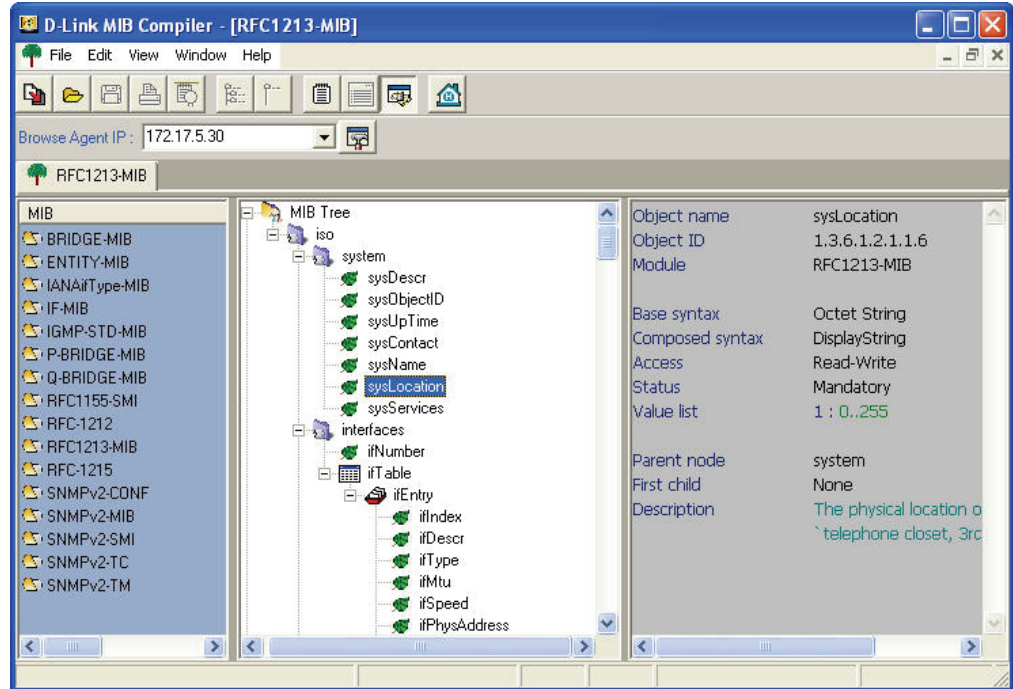 D-Link MIB Compiler - [RFC1213-MIB]
File Edit View Window Help
Browse Agent IP : 172.17.5.30
RFC1213-MIB
MIB
BRIDGE-MIB
ENTITY-MIB
IANAifType-MIB
IF-MIB
IGMP-STD-MIB
P-BRIDGE-MIB
Q-BRIDGE-MIB
RFC1155-SMI
RFC-1212
RFC1213-MIB
RFC-1215
SNMPv2-CONF
SNMPv2-MIB
SNMPv2-SMI
SNMPv2-TC
SNMPv2-TM
MIB Tree
iso
system
sysDescr
sysObjectID
sysUpTime
sysContact
sysName
sysLocation
sysServices
interfaces
ifNumber
ifTable
ifEntry
ifIndex
ifDescr
ifType
ifMtu
ifSpeed
ifPhysAddress
Object name sysLocation
Object ID 1.3.6.1.2.1.1.6
Module RFC1213-MIB
Base syntax Octet String
Composed syntax DisplayString
Access Read-Write
Status Mandatory
Value list 1 : 0..255
Parent node system
First child None
Description The physical location o
`telephone closet, 3rc